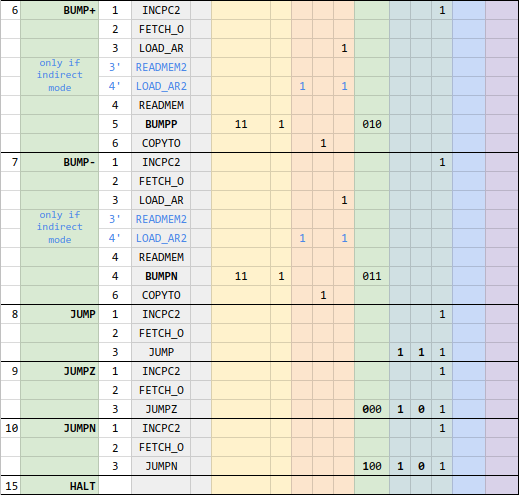 6 BUMP+ 1 INCPC2 1
2 FETCH_O
3 LOAD_AR 1
only if indirect mode
3' READMEM2
4' LOAD_AR2 1 1
4 READMEM
5 BUMPP 11 1 010
6 COPYTO 1
7 BUMP- 1 INCPC2 1
2 FETCH_O
3 LOAD_AR 1
only if indirect mode
3' READMEM2
4' LOAD_AR2 1 1
4 READMEM
4 BUMPN 11 1 011
6 COPYTO 1
8 JUMP 1 INCPC2 1
2 FETCH_O
3 JUMP 1 1 1
9 JUMPZ 1 INCPC2 1
2 FETCH_O
3 JUMPZ 000 1 0 1
10 JUMPN 1 INCPC2 1
2 FETCH_O
3 JUMPN 100 1 0 1
15 HALT